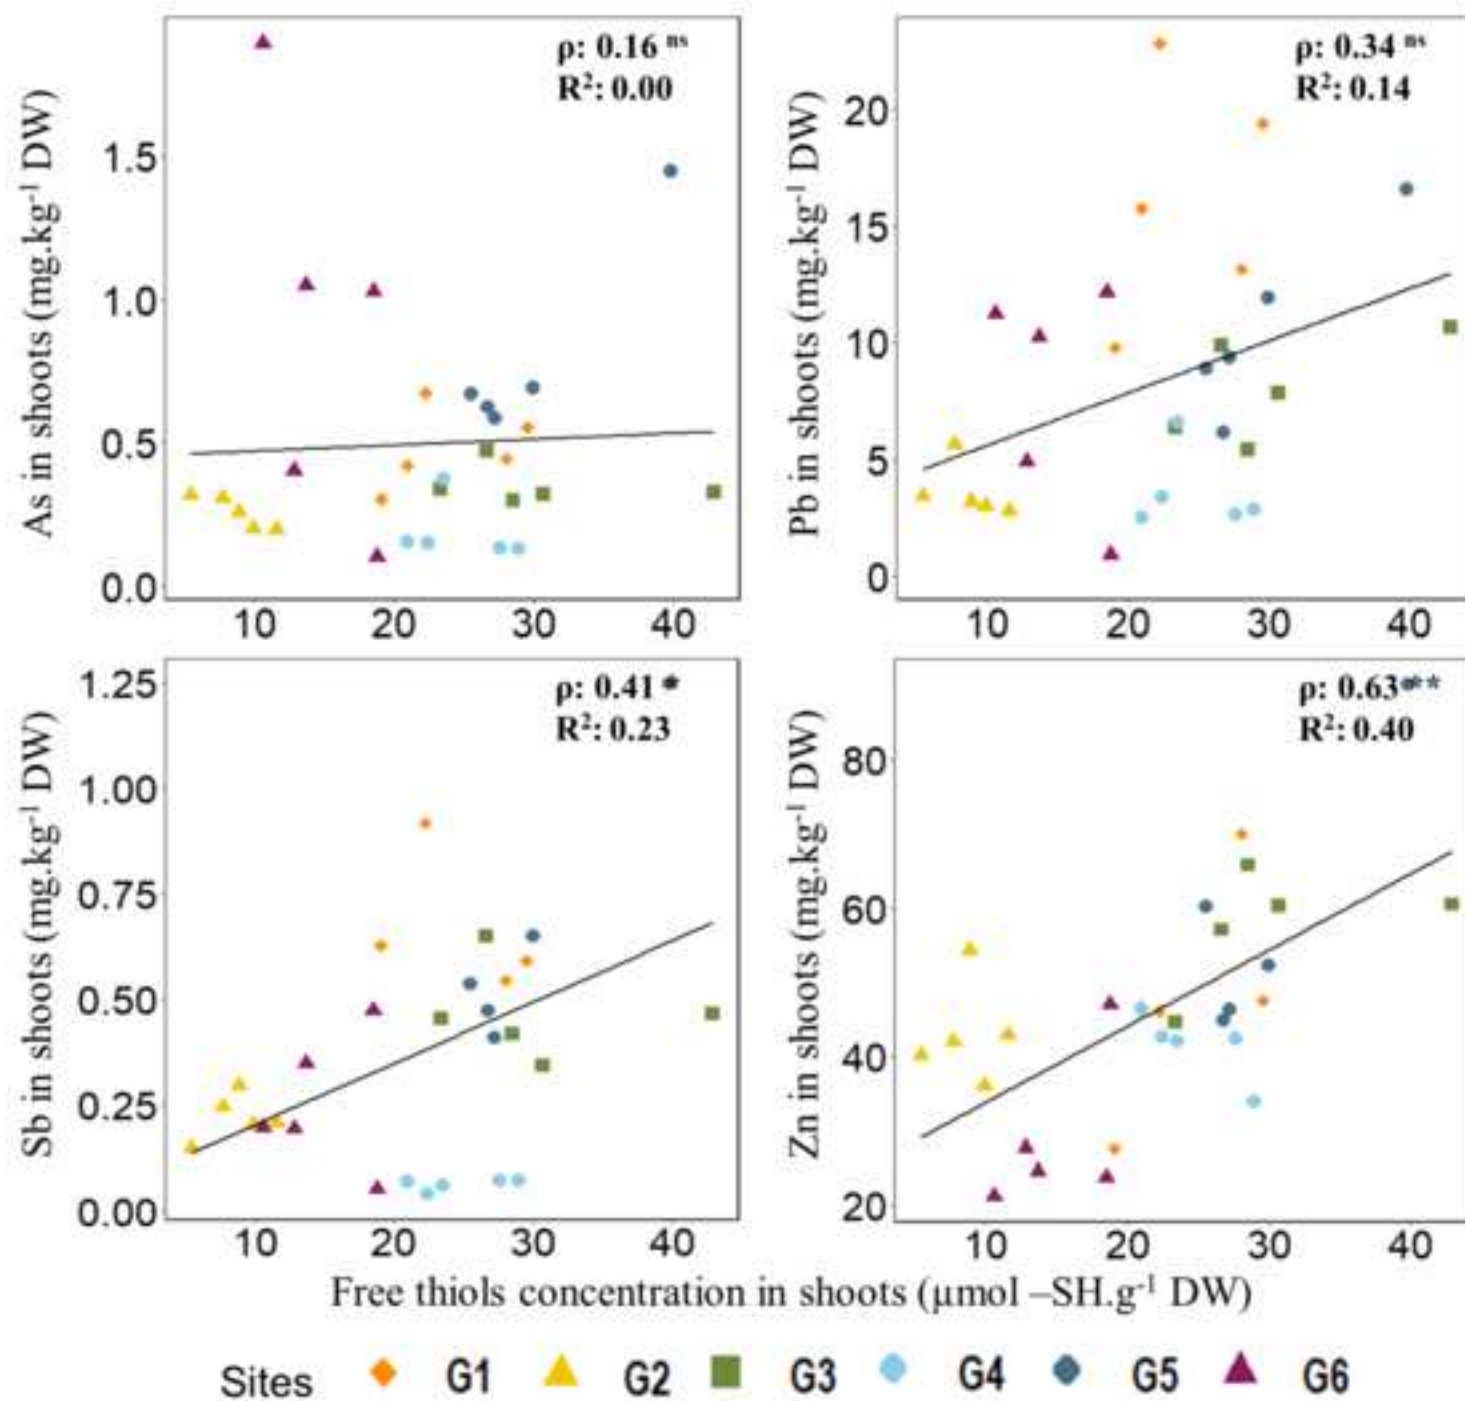 ρ: 0.16 ns
R²: 0.00
As in shoots (mg.kg⁻¹ DW)
1.5
1.0
0.5
0.0
10 20 30 40
ρ: 0.34 ns
R²: 0.14
Pb in shoots (mg.kg⁻¹ DW)
20
15
10
5
0
10 20 30 40
ρ: 0.41 *
R²: 0.23
Sb in shoots (mg.kg⁻¹ DW)
1.25
1.00
0.75
0.50
0.25
0.00
10 20 30 40
ρ: 0.63***
R²: 0.40
Zn in shoots (mg.kg⁻¹ DW)
80
60
40
20
10 20 30 40
Free thiols concentration in shoots (µmol –SH.g⁻¹ DW)
Sites G1 G2 G3 G4 G5 G6